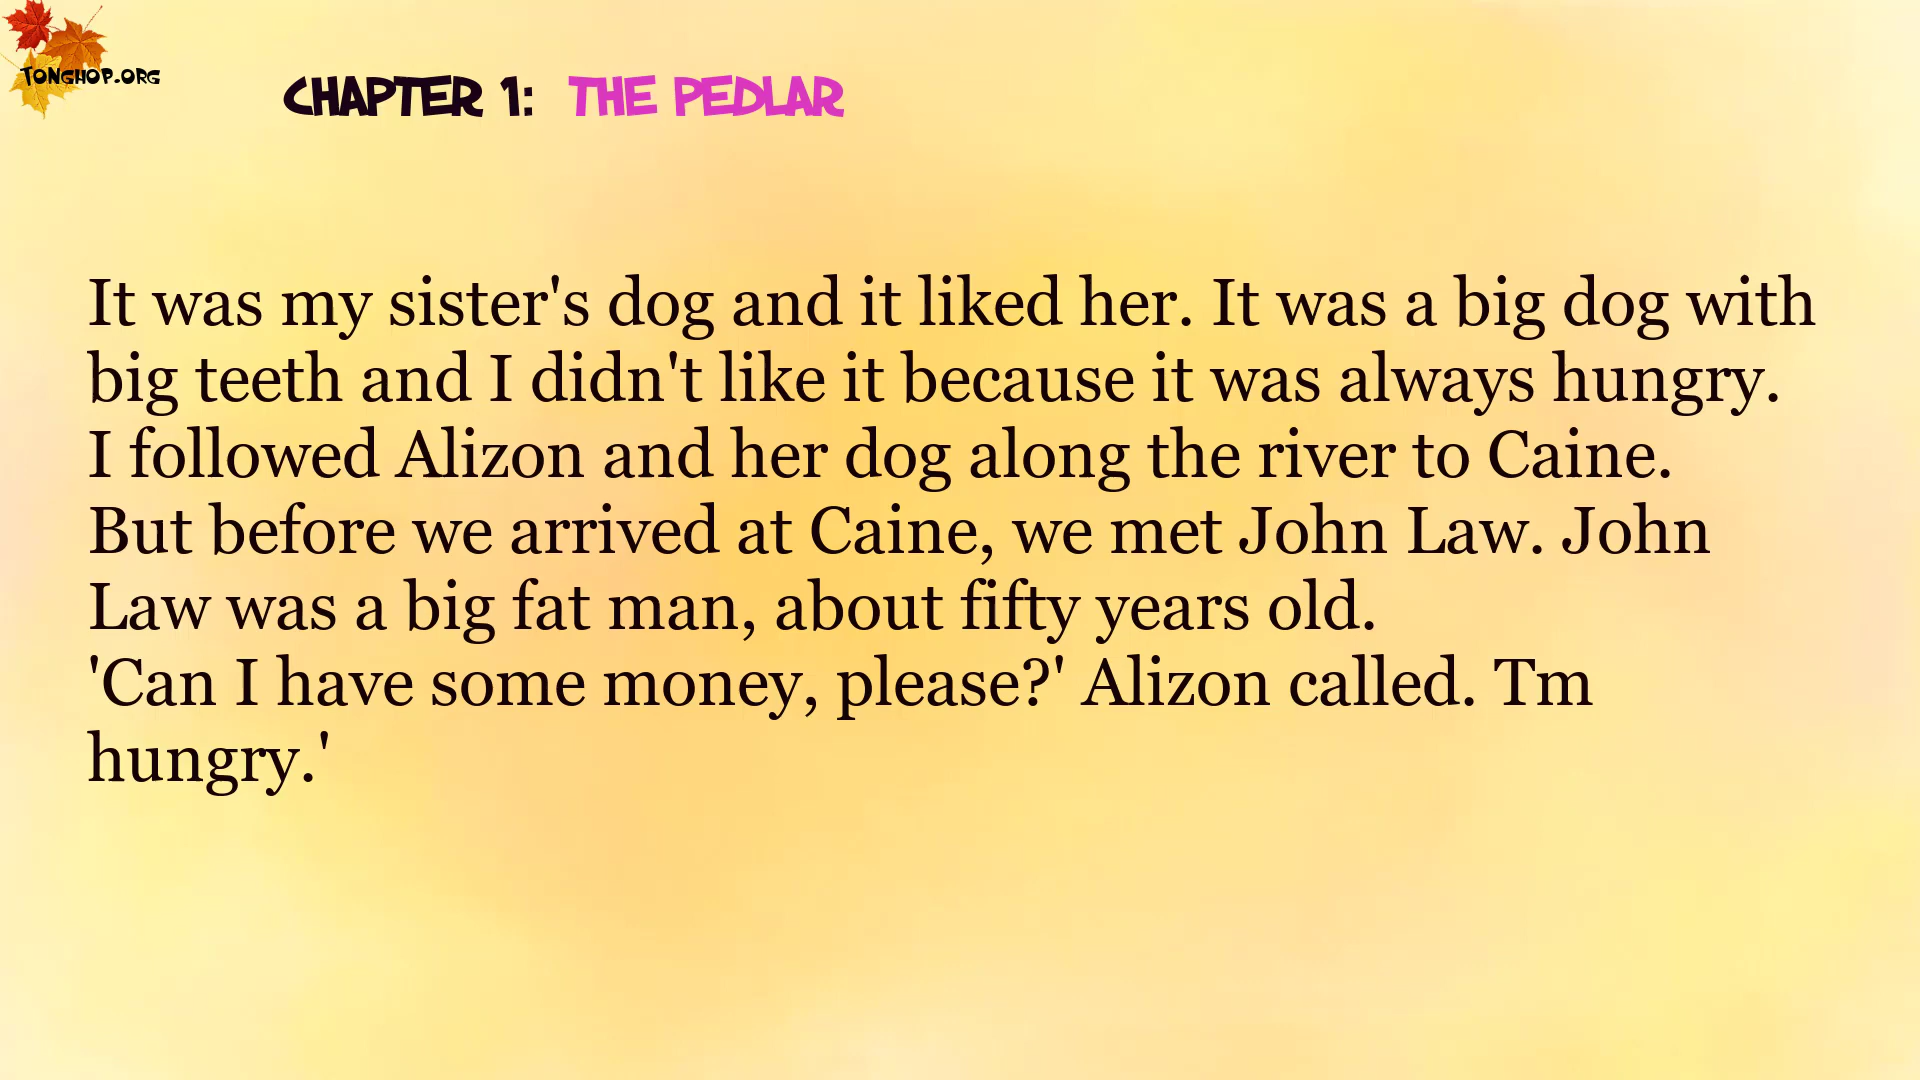 TONGHOP.ORG
CHAPTER 1: THE PEDLAR
It was my sister's dog and it liked her. It was a big dog with
big teeth and I didn't like it because it was always hungry.
I followed Alizon and her dog along the river to Caine.
But before we arrived at Caine, we met John Law. John
Law was a big fat man, about fifty years old.
'Can I have some money, please?' Alizon called. Tm
hungry.'